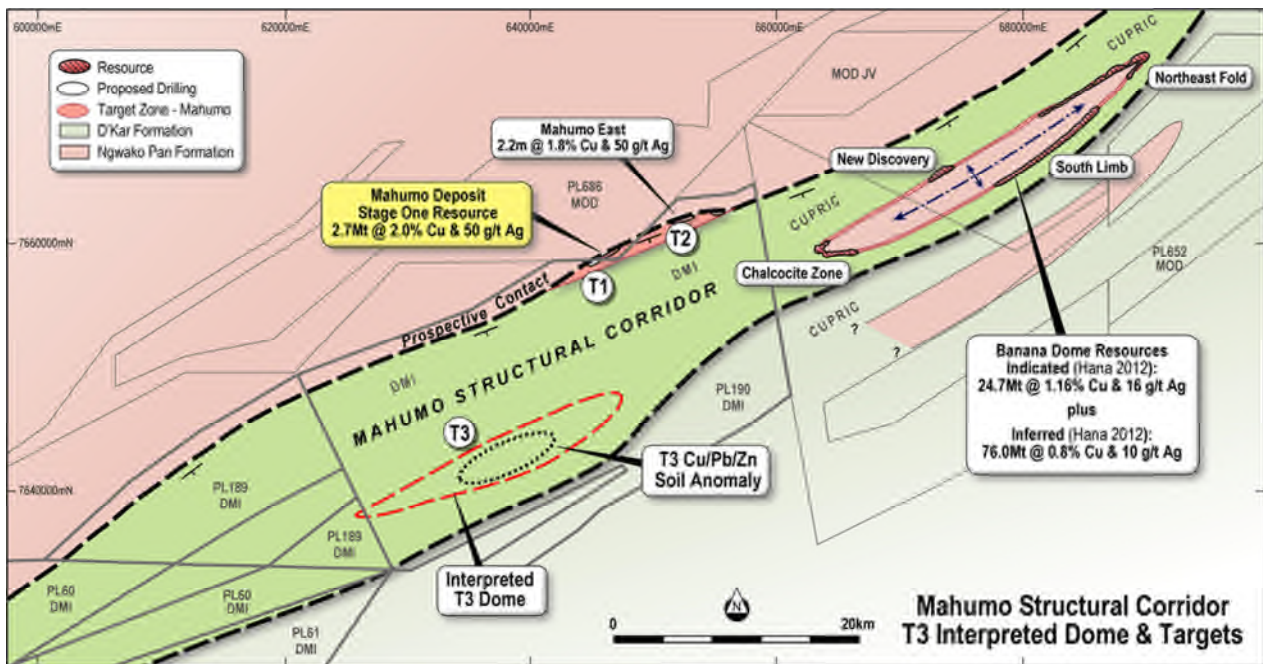 600000mE
620000mE
640000mE
660000mE
680000mE
Resource
Proposed Drilling
Target Zone - Mahumo
D'Kar Formation
Ngwako Pan Formation
CUPRIC
MOD JV
Northeast Fold
Mahumo East
2.2m @ 1.8% Cu & 50 g/t Ag
New Discovery
CUPRIC
South Limb
Mahumo Deposit
Stage One Resource
2.7Mt @ 2.0% Cu & 50 g/t Ag
PL686
MOD
CUPRIC
7660000mN
T2
T1
DMI
Chalcocite Zone
PL652
MOD
Prospective Contact
CUPRIC
?
?
MAHUMO STRUCTURAL CORRIDOR
DMI
PL190
DMI
Banana Dome Resources
Indicated (Hana 2012):
24.7Mt @ 1.16% Cu & 16 g/t Ag
plus
Inferred (Hana 2012):
76.0Mt @ 0.8% Cu & 10 g/t Ag
T3
T3 Cu/Pb/Zn
Soil Anomaly
7640000mN
PL189
DMI
PL189
DMI
Interpreted
T3 Dome
PL60
DMI
PL60
DMI
PL61
DMI
N
0
20km
Mahumo Structural Corridor
T3 Interpreted Dome & Targets